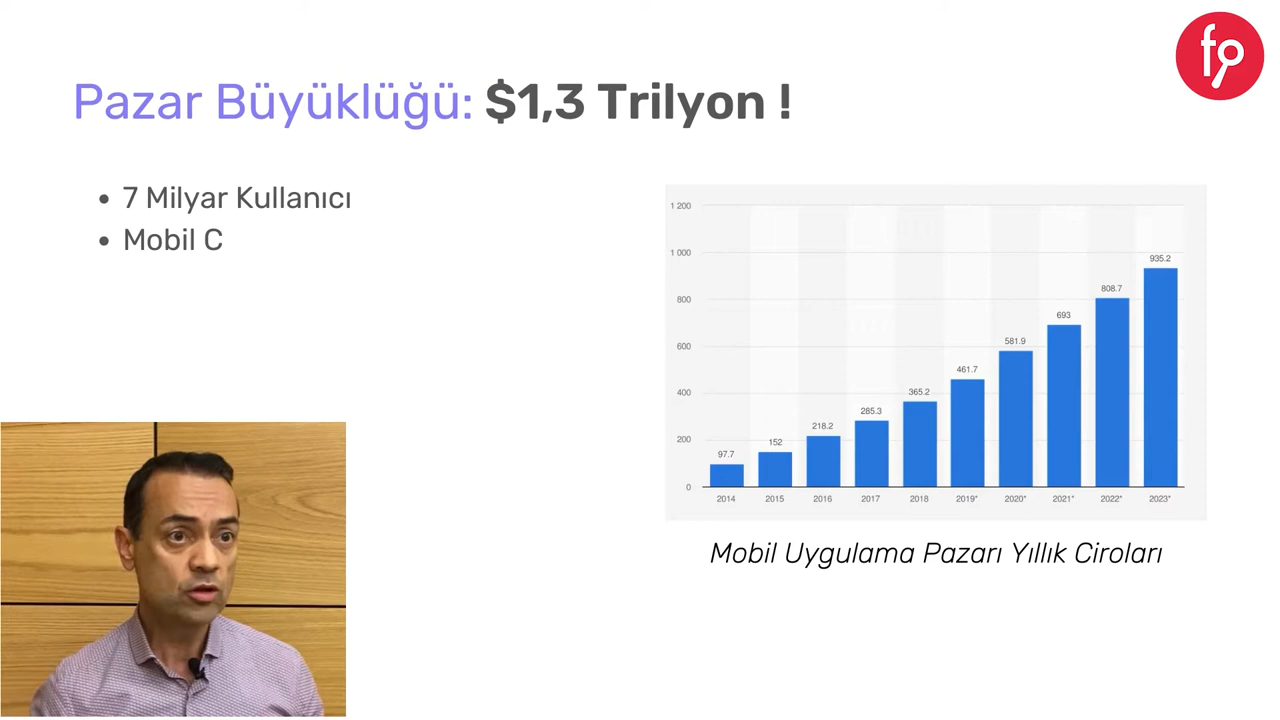 fp
Pazar Büyüklüğü: $1,3 Trilyon !
• 7 Milyar Kullanıcı
• Mobil C
1 200
1 000
800
600
400
200
0
97.7
152
218.2
285.3
365.2
461.7
581.9
693
808.7
935.2
2014 2015 2016 2017 2018 2019* 2020* 2021* 2022* 2023*
Mobil Uygulama Pazarı Yıllık Ciroları